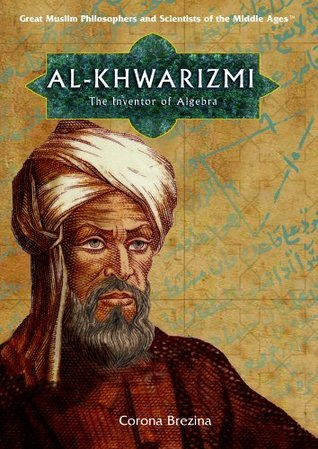 Great Muslim Philosophers and Scientists of the Middle Ages™
AL-KHWARIZMI
The Inventor of Algebra
Corona Brezina